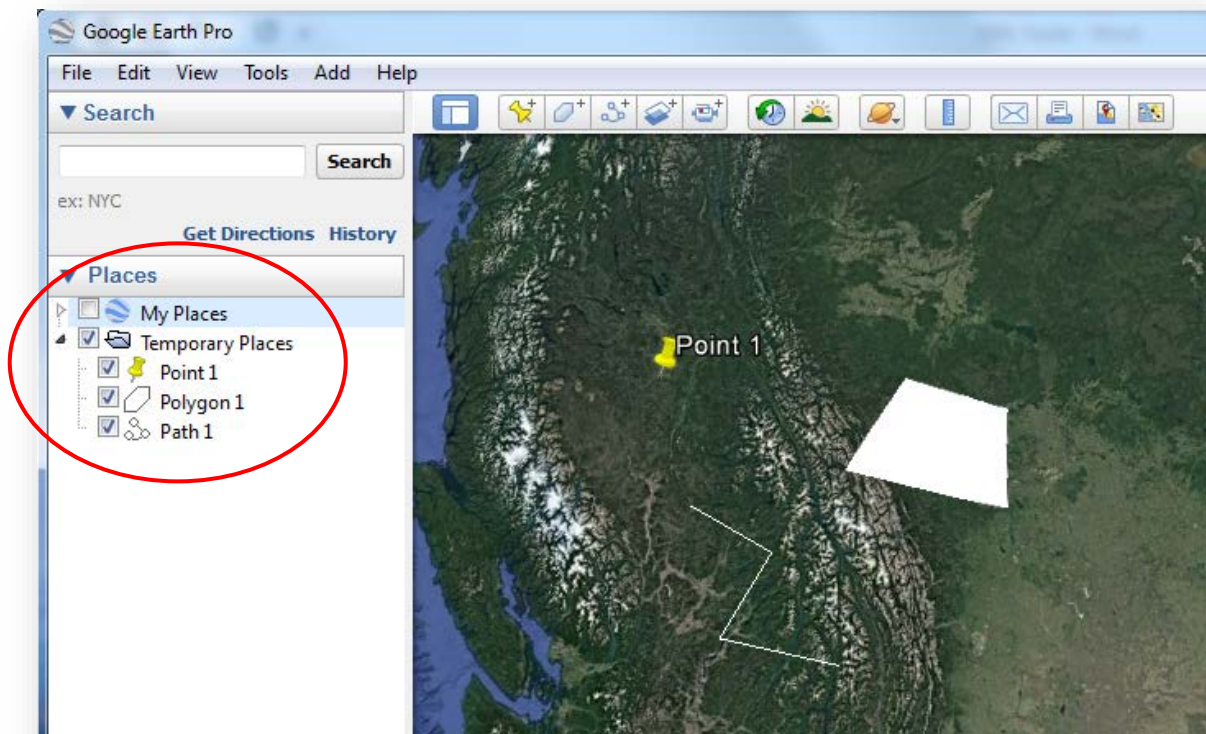 Google Earth Pro
File Edit View Tools Add Help
Search
Search
ex: NYC
Get Directions History
Places
My Places
Temporary Places
Point 1
Polygon 1
Path 1
Point 1